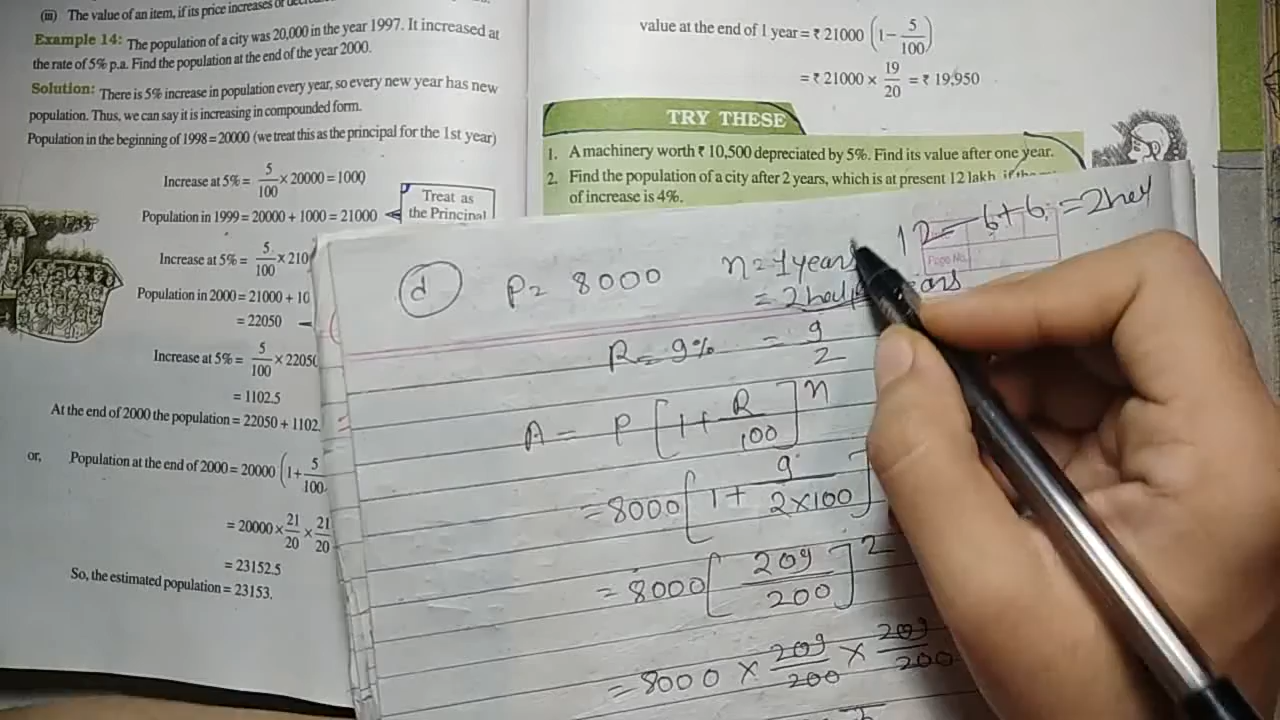 (iii) The value of an item, if its price increases or
Example 14: The population of a city was 20,000 in the year 1997. It increased at
the rate of 5% p.a. Find the population at the end of the year 2000.
Solution: There is 5% increase in population every year, so every new year has new
population. Thus, we can say it is increasing in compounded form.
Population in the beginning of 1998 = 20000 (we treat this as the principal for the 1st year)
Increase at 5% = 5/100 × 20000 = 1000
Population in 1999 = 20000 + 1000 = 21000
Treat as
the Principal
Increase at 5% = 5/100 × 210
Population in 2000 = 21000 + 10
= 22050
Increase at 5% = 5/100 × 22050
= 1102.5
At the end of 2000 the population = 22050 + 1102.
or, Population at the end of 2000 = 20000 (1 + 5/100
= 20000 × 21/20 × 21/20
= 23152.5
So, the estimated population = 23153.
value at the end of 1 year = ₹ 21000 (1 − 5/100)
= ₹ 21000 × 19/20 = ₹ 19,950
TRY THESE
1. A machinery worth ₹ 10,500 depreciated by 5%. Find its value after one year.
2. Find the population of a city after 2 years, which is at present 12 lakh, if the
of increase is 4%.
(d) P = 8000 n = 1 years 12 = 6 + 6 = 2 half
Page No.
= 2 half
R = 9% = 9/2
A = P [1 + R/100]^n
= 8000 [1 + 9/2×100]
= 8000 [209/200]^2
= 8000 × 209/200 × 209/200